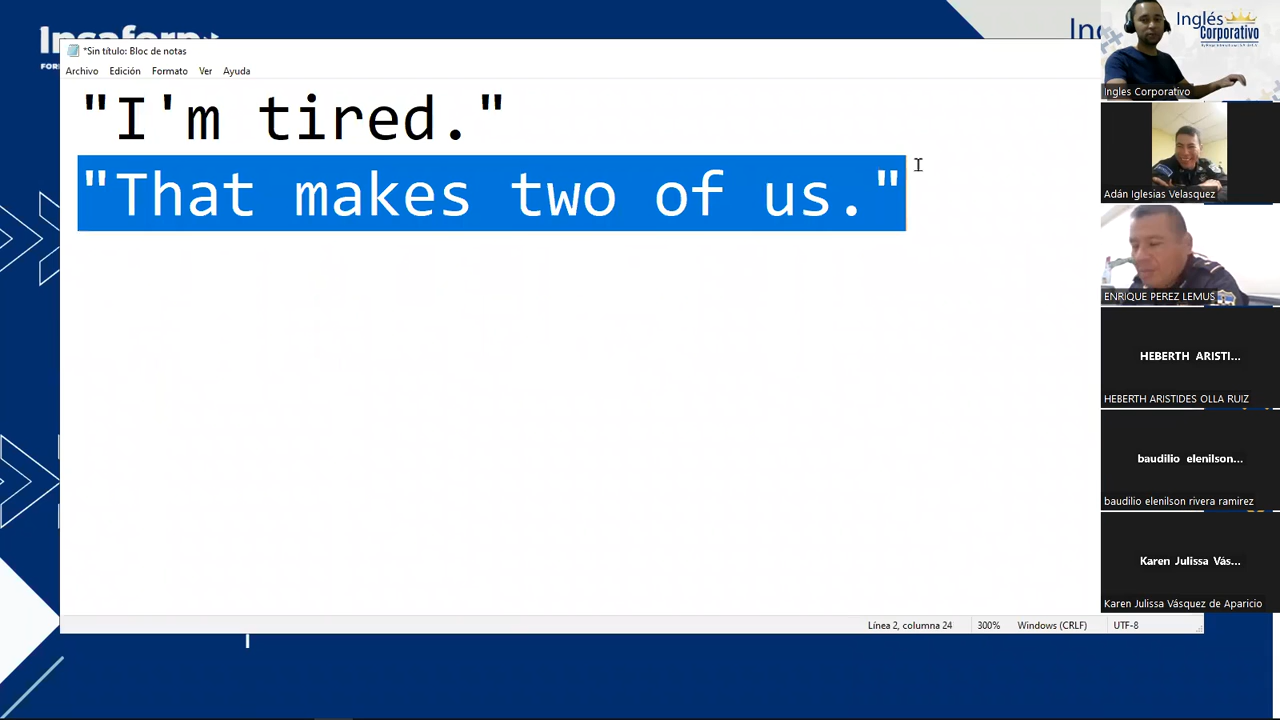 Insaforp
FOR
Ing
*Sin título: Bloc de notas
Archivo Edición Formato Ver Ayuda
"I'm tired."
"That makes two of us."
Línea 2, columna 24 300% Windows (CRLF) UTF-8
Inglés
Corporativo
Ingles Corporativo
Adán Iglesias Velasquez
ENRIQUE PEREZ LEMUS
HEBERTH ARISTI...
HEBERTH ARISTIDES OLLA RUIZ
baudilio elenilson...
baudilio elenilson rivera ramirez
Karen Julissa Vás...
Karen Julissa Vásquez de Aparicio